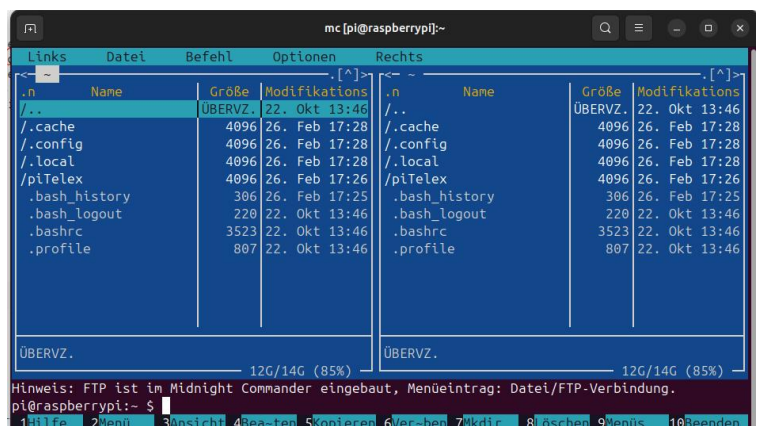 mc [pi@raspberrypi]:~
Links Datei Befehl Optionen Rechts
<- ~ .[^]> <- ~ .[^]>
.n Name Größe Modifikations .n Name Größe Modifikations
/.. ÜBERVZ. 22. Okt 13:46 /.. ÜBERVZ. 22. Okt 13:46
/.cache 4096 26. Feb 17:28 /.cache 4096 26. Feb 17:28
/.config 4096 26. Feb 17:28 /.config 4096 26. Feb 17:28
/.local 4096 26. Feb 17:28 /.local 4096 26. Feb 17:28
/piTelex 4096 26. Feb 17:26 /piTelex 4096 26. Feb 17:26
.bash_history 306 26. Feb 17:25 .bash_history 306 26. Feb 17:25
.bash_logout 220 22. Okt 13:46 .bash_logout 220 22. Okt 13:46
.bashrc 3523 22. Okt 13:46 .bashrc 3523 22. Okt 13:46
.profile 807 22. Okt 13:46 .profile 807 22. Okt 13:46
ÜBERVZ. ÜBERVZ.
12G/14G (85%) 12G/14G (85%)
Hinweis: FTP ist im Midnight Commander eingebaut, Menüeintrag: Datei/FTP-Verbindung.
pi@raspberrypi:~ $
1Hilfe 2Menü 3Ansicht 4Bea~ten 5Kopieren 6Ver~ben 7Mkdir 8Löschen 9Menüs 10Beenden